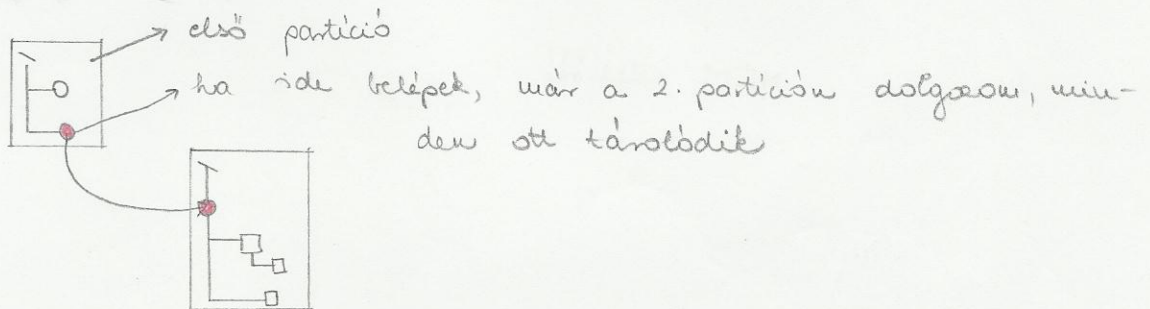 első partíció
ha ide belépek, már a 2. partíción dolgozom, min-
den ott tárolódik